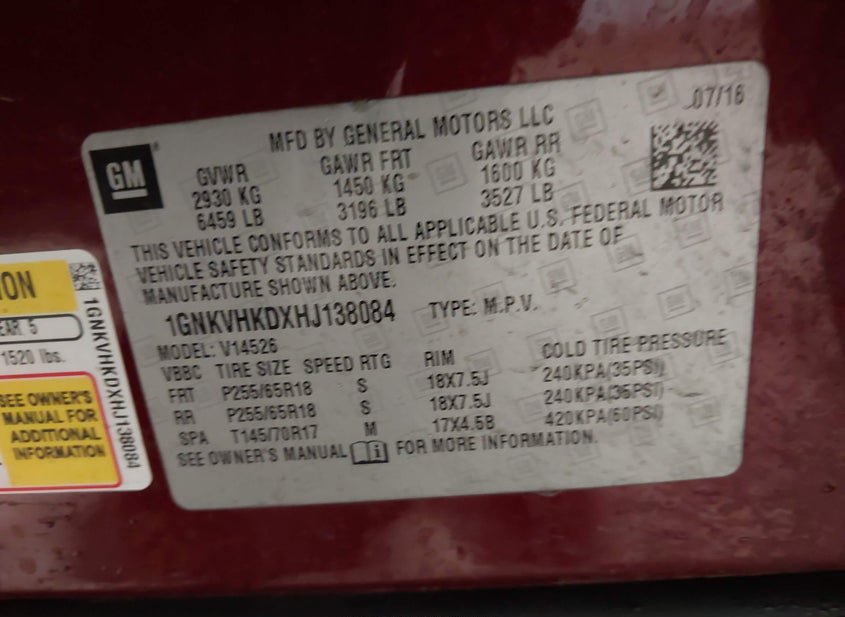 07/16
MFD BY GENERAL MOTORS LLC
GM
GVWR GAWR FRT GAWR RR
2930 KG 1450 KG 1600 KG
6459 LB 3196 LB 3527 LB
THIS VEHICLE CONFORMS TO ALL APPLICABLE U.S. FEDERAL MOTOR
VEHICLE SAFETY STANDARDS IN EFFECT ON THE DATE OF
MANUFACTURE SHOWN ABOVE.
1GNKVHKDXHJ138084 TYPE: M.P.V.
MODEL: V14526
VBBC TIRE SIZE SPEED RTG RIM COLD TIRE PRESSURE
FRT P255/65R18 S 18X7.5J 240KPA(35PSI)
RR P255/65R18 S 18X7.5J 240KPA(35PSI)
SPA T145/70R17 M 17X4.5B 420KPA(60PSI)
SEE OWNER'S MANUAL FOR MORE INFORMATION.
ION
EAR 5
1520 lbs.
SEE OWNER'S
MANUAL FOR
ADDITIONAL
INFORMATION
1GNKVHKDXHJ138084